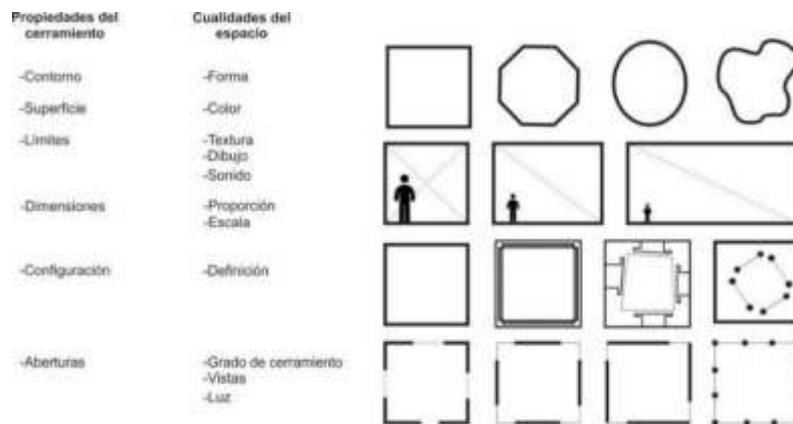 Propiedades del
cerramiento
Cualidades del
espacio
-Contorno
-Forma
-Superficie
-Color
-Límites
-Textura
-Dibujo
-Sonido
-Dimensiones
-Proporción
-Escala
-Configuración
-Definición
-Aberturas
-Grado de cerramiento
-Vistas
-Luz